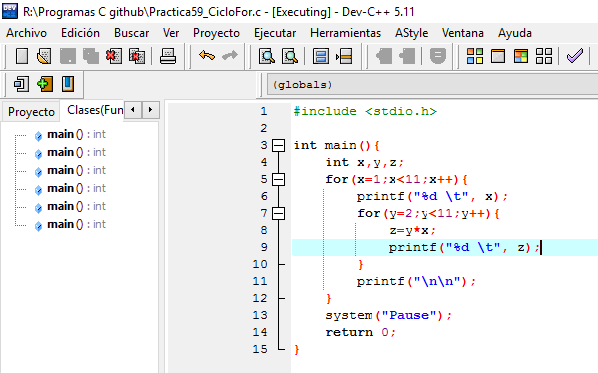 R:\Programas C github\Practica59_CicloFor.c - [Executing] - Dev-C++ 5.11
Archivo Edición Buscar Ver Proyecto Ejecutar Herramientas AStyle Ventana Ayuda
(globals)
Proyecto Clases(Fun
main() : int
main() : int
main() : int
main() : int
main() : int
main() : int
1 #include <stdio.h>
2
3 int main(){
4 int x,y,z;
5 for(x=1;x<11;x++){
6 printf("%d \t", x);
7 for(y=2;y<11;y++){
8 z=y*x;
9 printf("%d \t", z);
10 }
11 printf("\n\n");
12 }
13 system("Pause");
14 return 0;
15 }